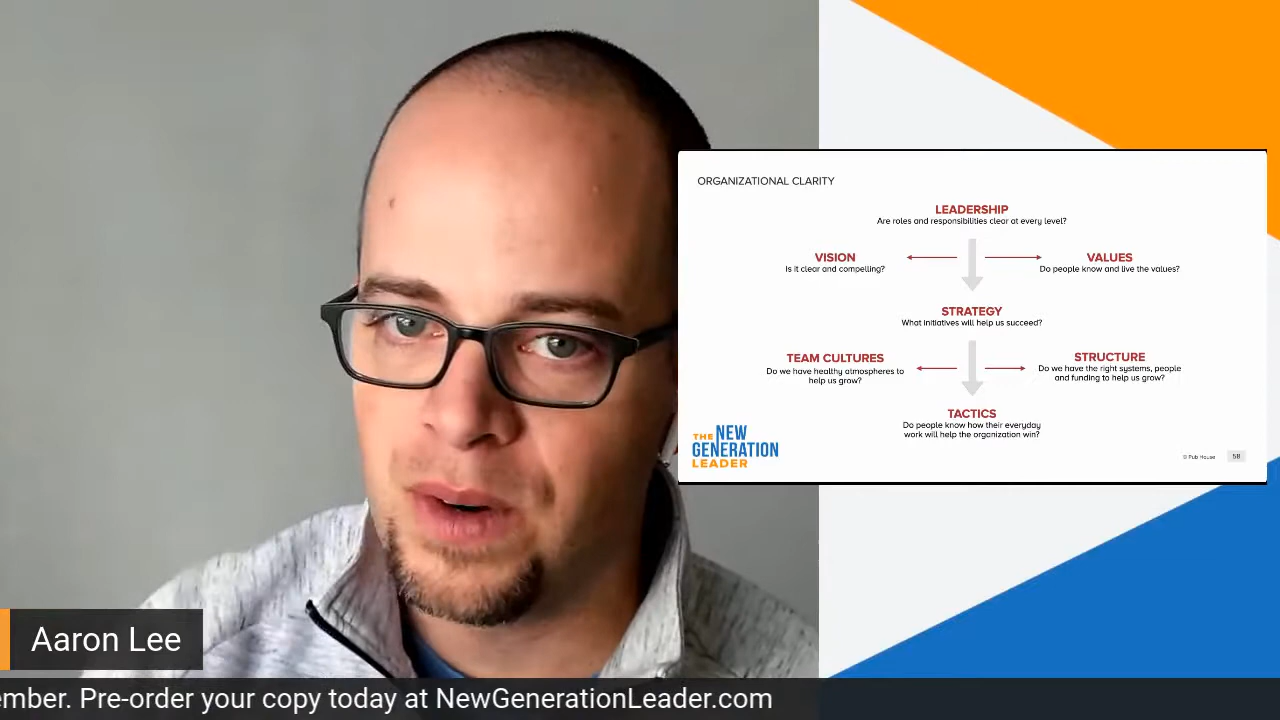 ORGANIZATIONAL CLARITY
LEADERSHIP
Are roles and responsibilities clear at every level?
VISION
Is it clear and compelling?
VALUES
Do people know and live the values?
STRATEGY
What initiatives will help us succeed?
TEAM CULTURES
Do we have healthy atmospheres to
help us grow?
STRUCTURE
Do we have the right systems, people
and funding to help us grow?
TACTICS
Do people know how their everyday
work will help the organization win?
THE NEW
GENERATION
LEADER
© Pub House
58
Aaron Lee
ember. Pre-order your copy today at NewGenerationLeader.com